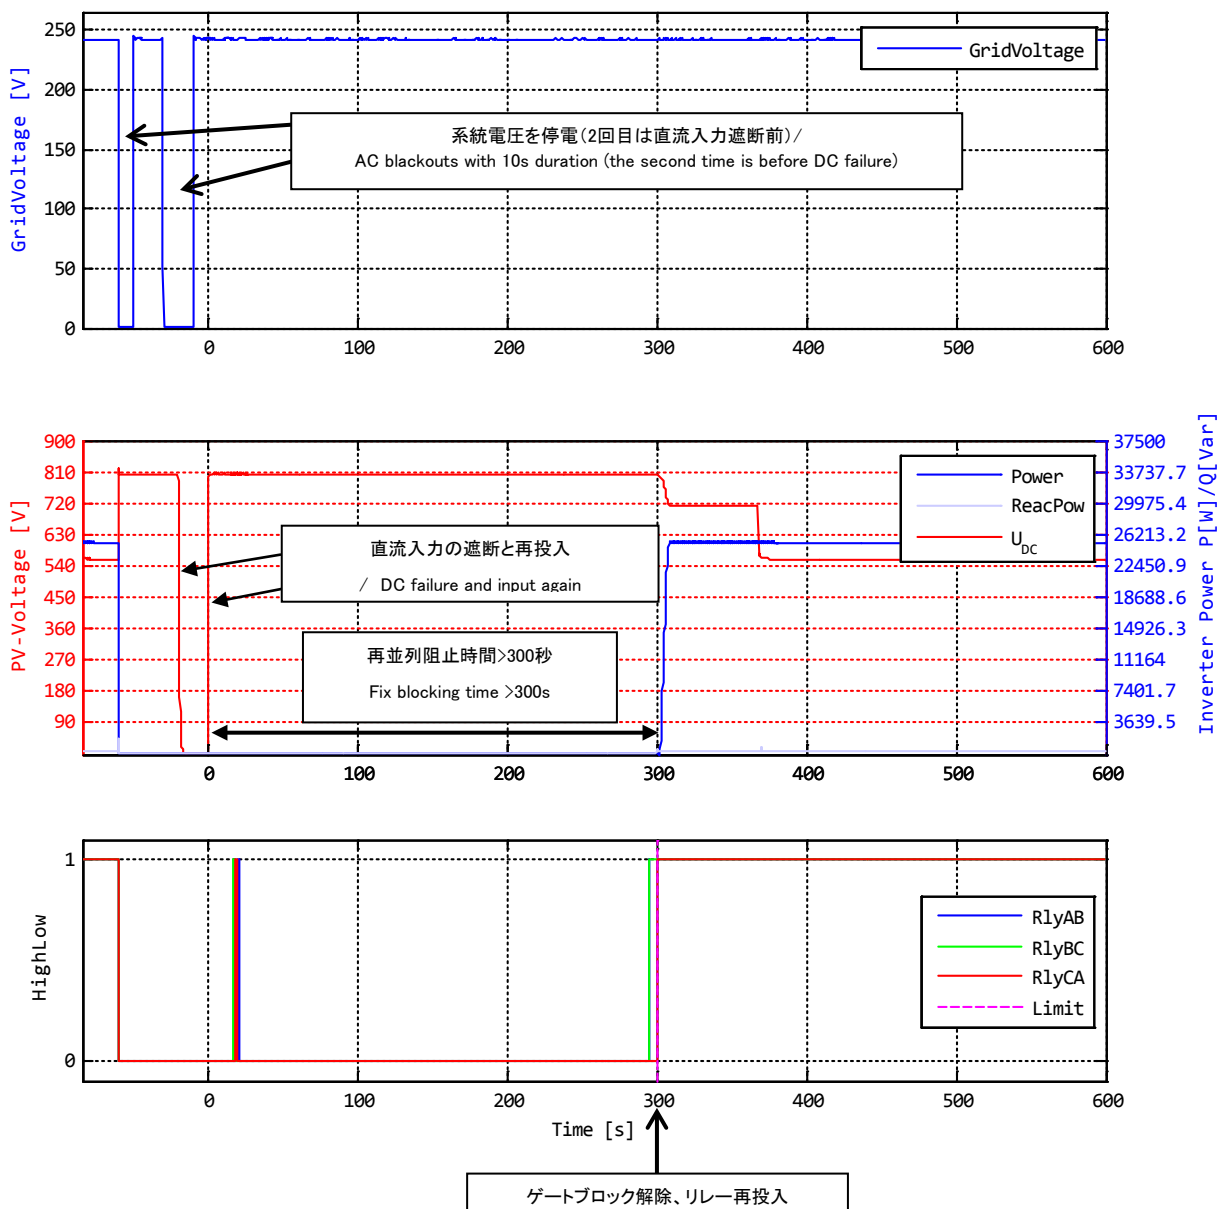 GridVoltage [V]
250
200
150
100
50
0
GridVoltage
系統電圧を停電(2回目は直流入力遮断前)/
AC blackouts with 10s duration (the second time is before DC failure)
0 100 200 300 400 500 600
PV-Voltage [V]
900
810
720
630
540
450
360
270
180
90
Power
ReacPow
U_DC
直流入力の遮断と再投入
/ DC failure and input again
再並列阻止時間>300秒
Fix blocking time >300s
37500
33737.7
29975.4
26213.2
22450.9
18688.6
14926.3
11164
7401.7
3639.5
Inverter Power P[W]/Q[Var]
0 100 200 300 400 500 600
HighLow
1
0
RlyAB
RlyBC
RlyCA
Limit
0 100 200 300 400 500 600
Time [s]
ゲートブロック解除、リレー再投入